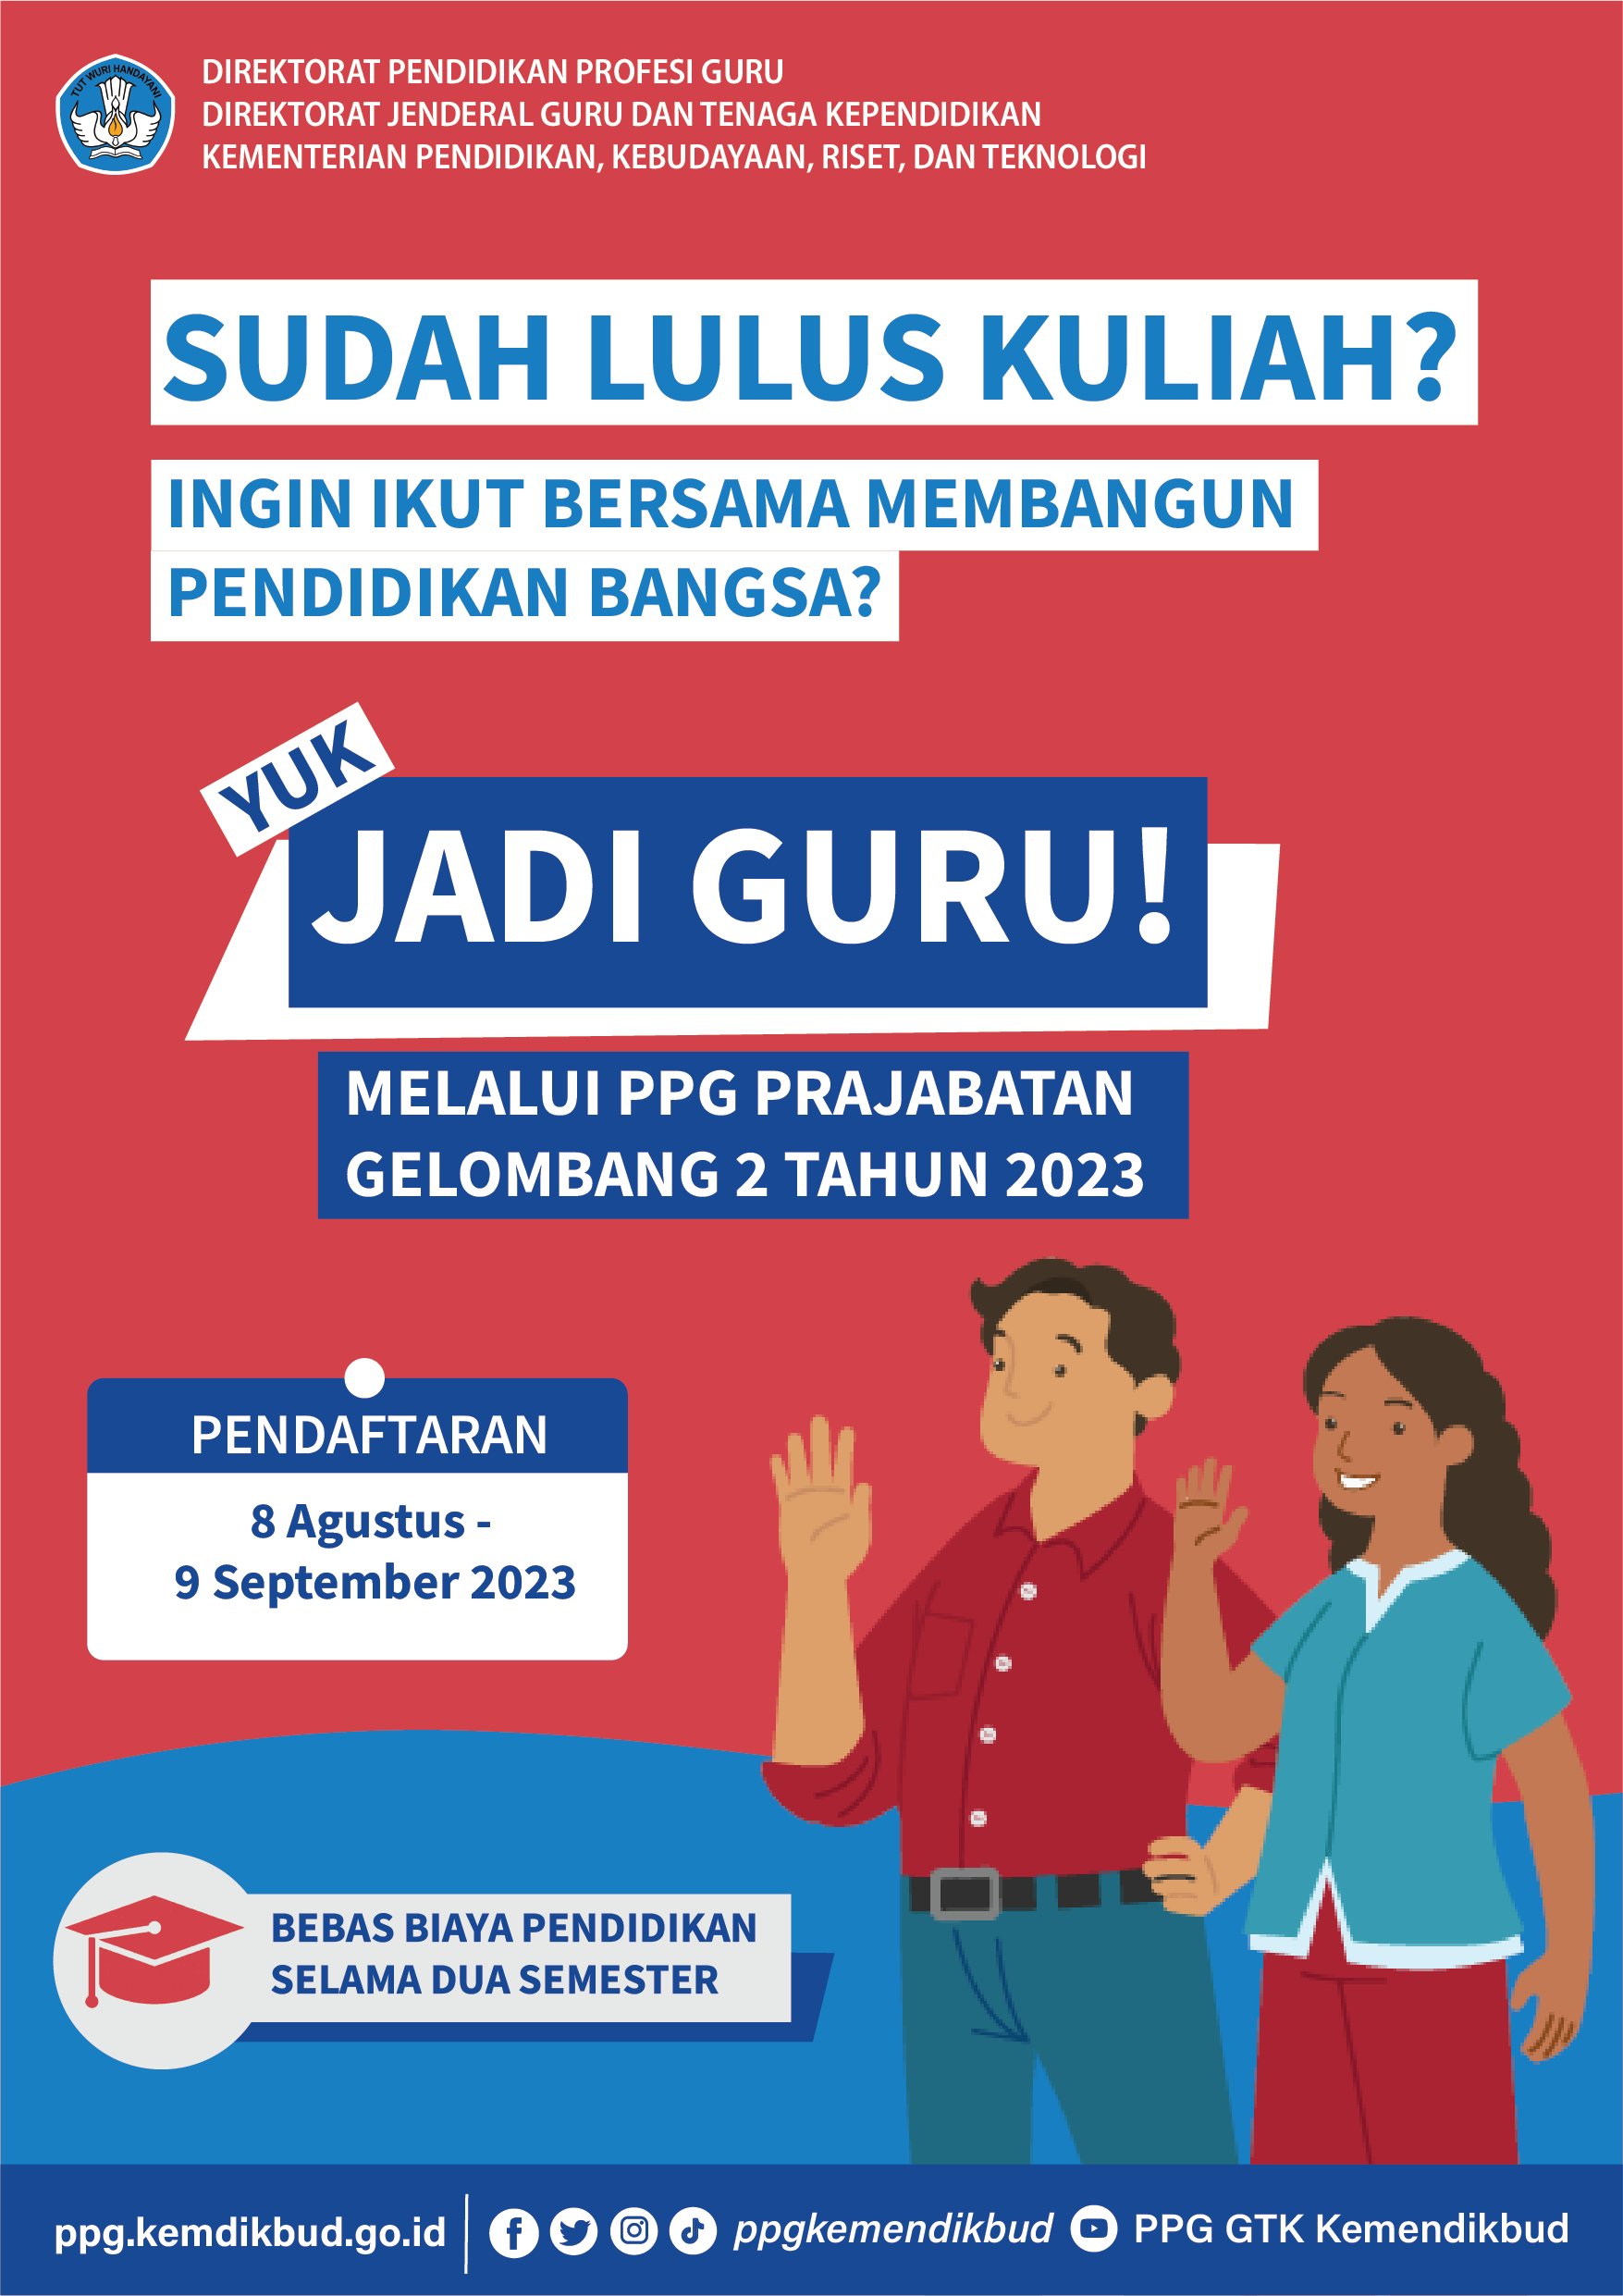 TUT WURI HANDAYANI
DIREKTORAT PENDIDIKAN PROFESI GURU
DIREKTORAT JENDERAL GURU DAN TENAGA KEPENDIDIKAN
KEMENTERIAN PENDIDIKAN, KEBUDAYAAN, RISET, DAN TEKNOLOGI
SUDAH LULUS KULIAH?
INGIN IKUT BERSAMA MEMBANGUN
PENDIDIKAN BANGSA?
YUK
JADI GURU!
MELALUI PPG PRAJABATAN
GELOMBANG 2 TAHUN 2023
PENDAFTARAN
8 Agustus -
9 September 2023
BEBAS BIAYA PENDIDIKAN
SELAMA DUA SEMESTER
ppg.kemdikbud.go.id ppgkemendikbud PPG GTK Kemendikbud